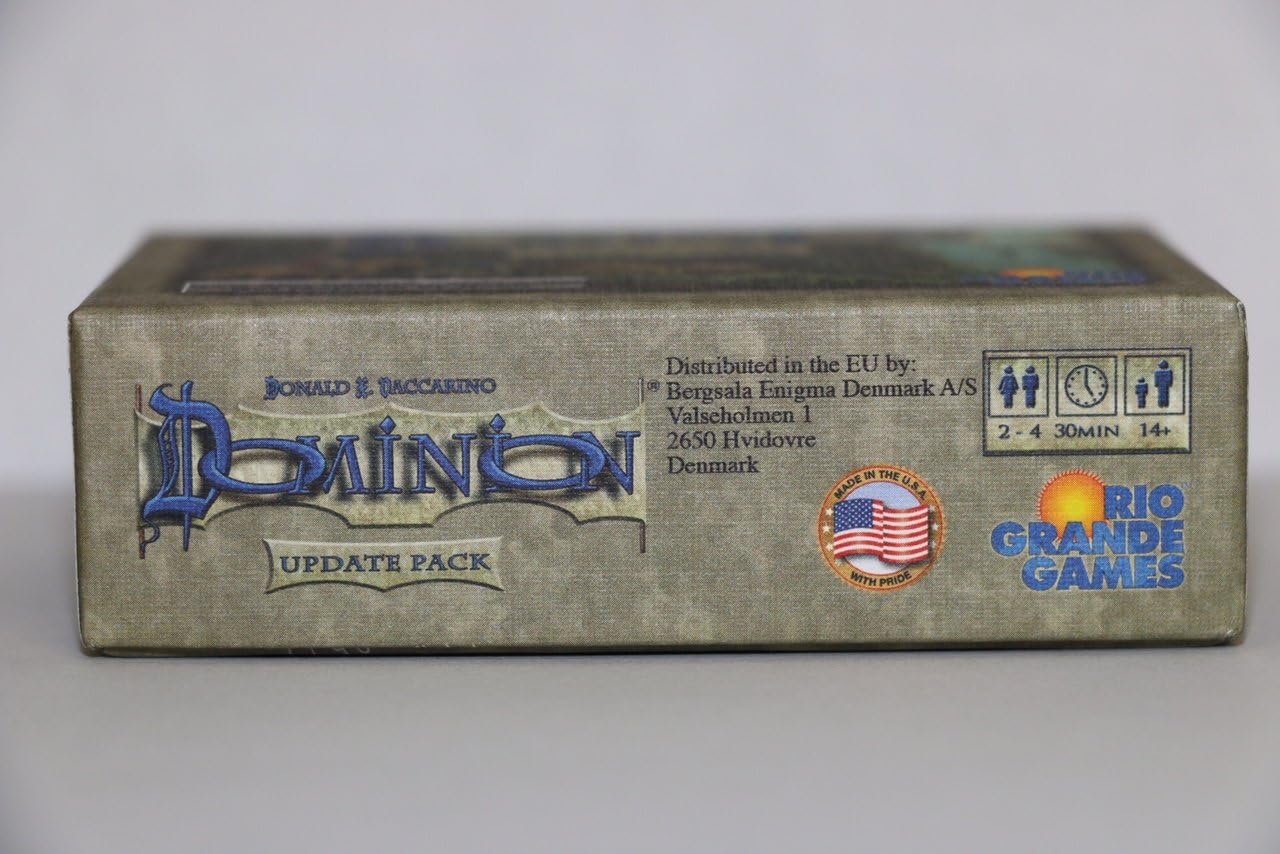 DONALD X. VACCARINO
DOMINION®
UPDATE PACK
Distributed in the EU by:
Bergsala Enigma Denmark A/S
Valseholmen 1
2650 Hvidovre
Denmark
2 - 4 30MIN 14+
MADE IN THE U.S.A.
WITH PRIDE
RIO™
GRANDE
GAMES